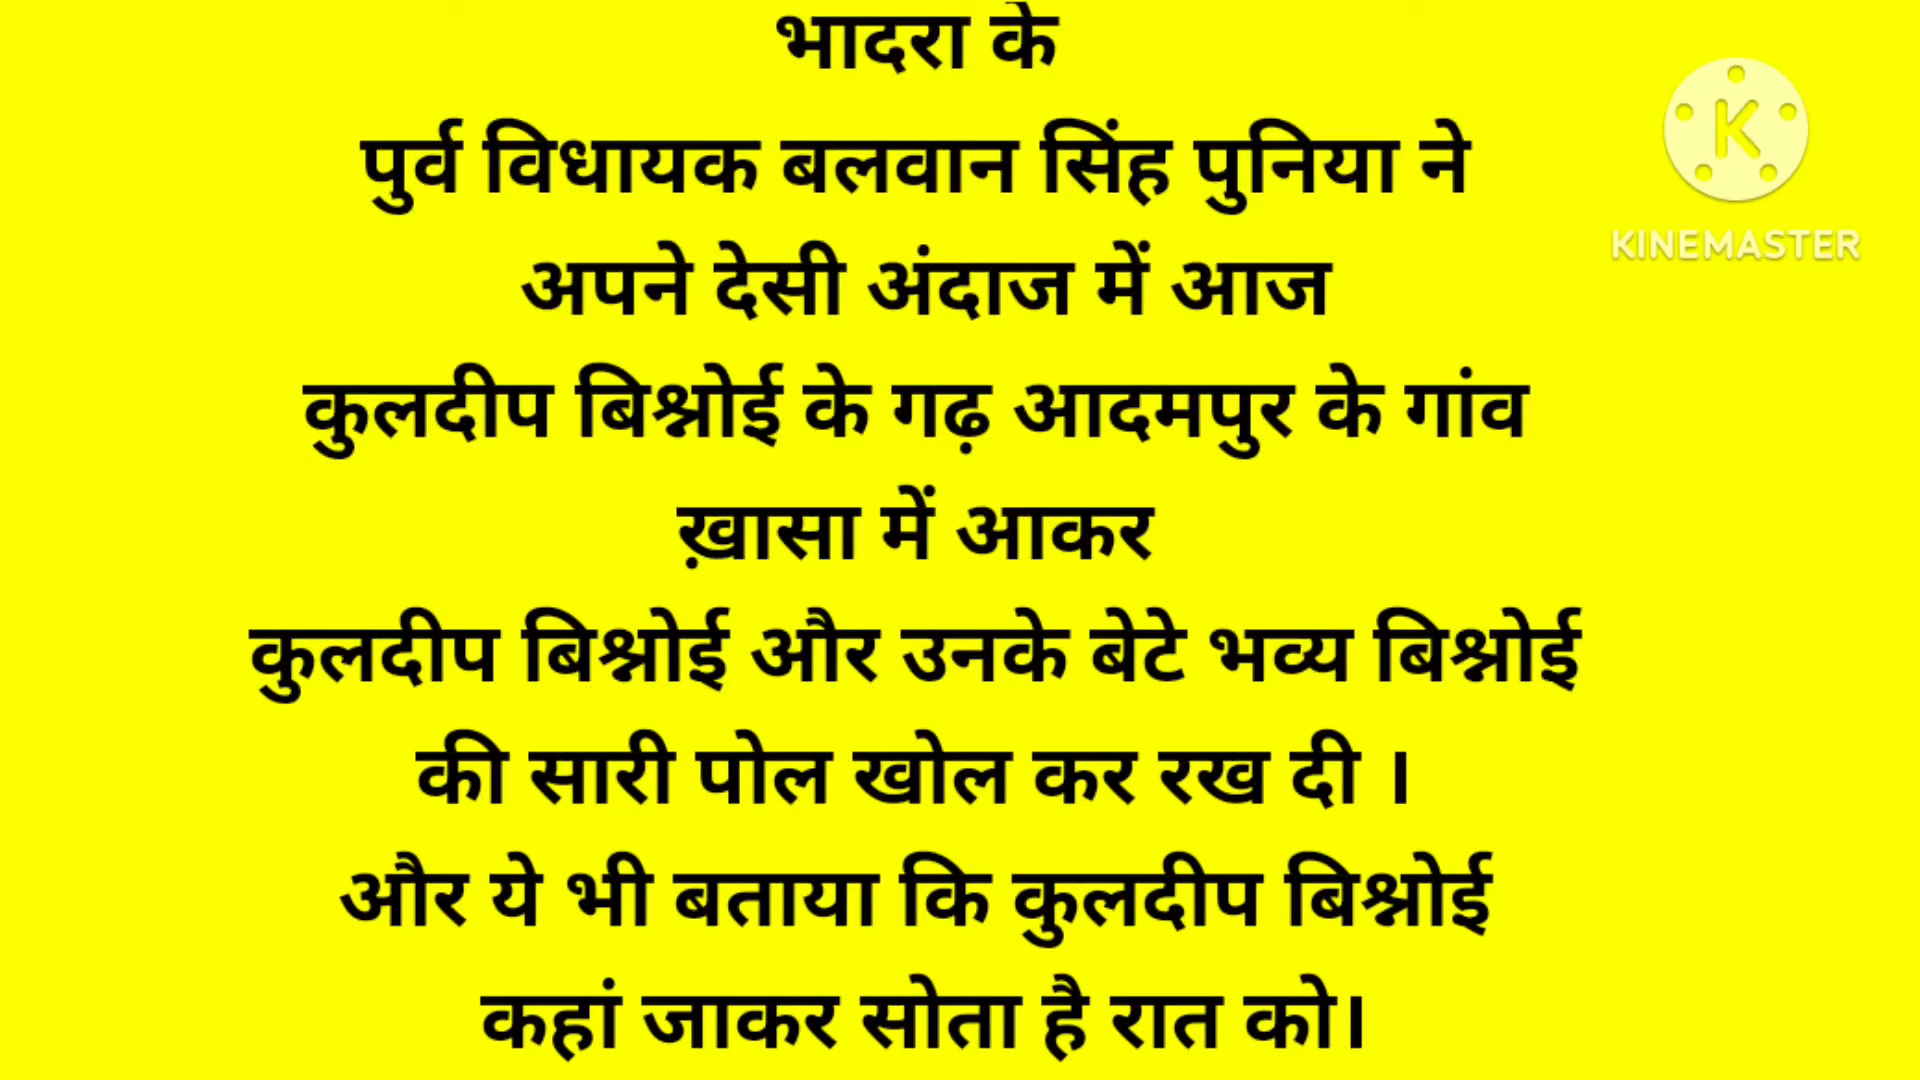 भादरा के
पुर्व विधायक बलवान सिंह पुनिया ने
अपने देसी अंदाज में आज
कुलदीप बिश्नोई के गढ़ आदमपुर के गांव
ख़ासा में आकर
कुलदीप बिश्नोई और उनके बेटे भव्य बिश्नोई
की सारी पोल खोल कर रख दी ।
और ये भी बताया कि कुलदीप बिश्नोई
कहां जाकर सोता है रात को।
K
KINEMASTER